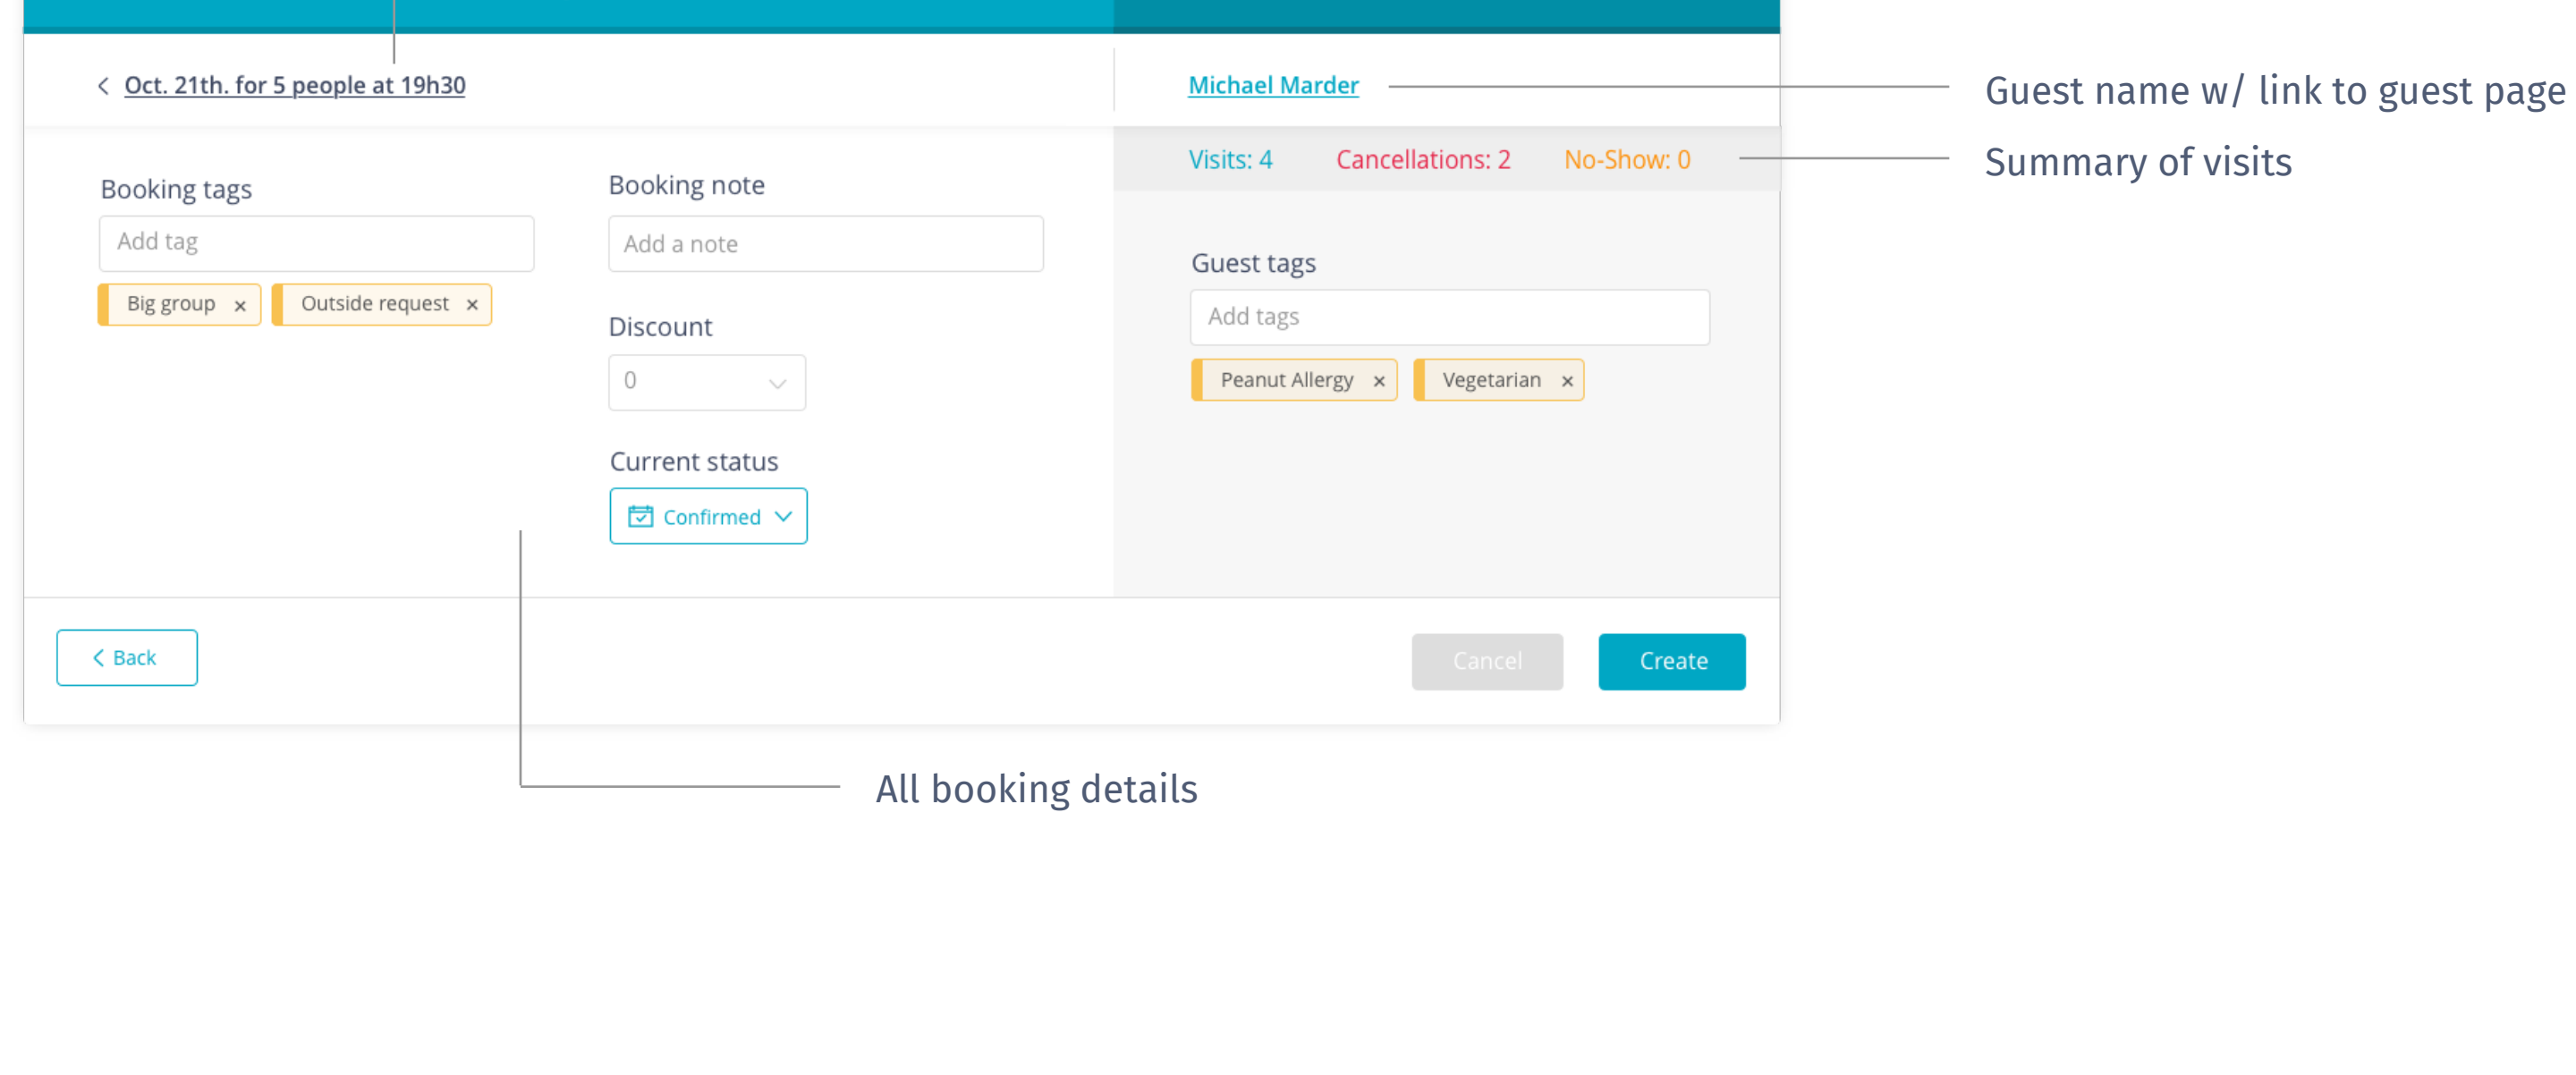 Oct. 21th. for 5 people at 19h30
Michael Marder
Guest name w/ link to guest page
Visits: 4
Cancellations: 2
No-Show: 0
Summary of visits
Booking tags
Add tag
Big group ×
Outside request ×
Booking note
Add a note
Discount
0
Current status
Confirmed
Guest tags
Add tags
Peanut Allergy ×
Vegetarian ×
Back
Cancel
Create
All booking details